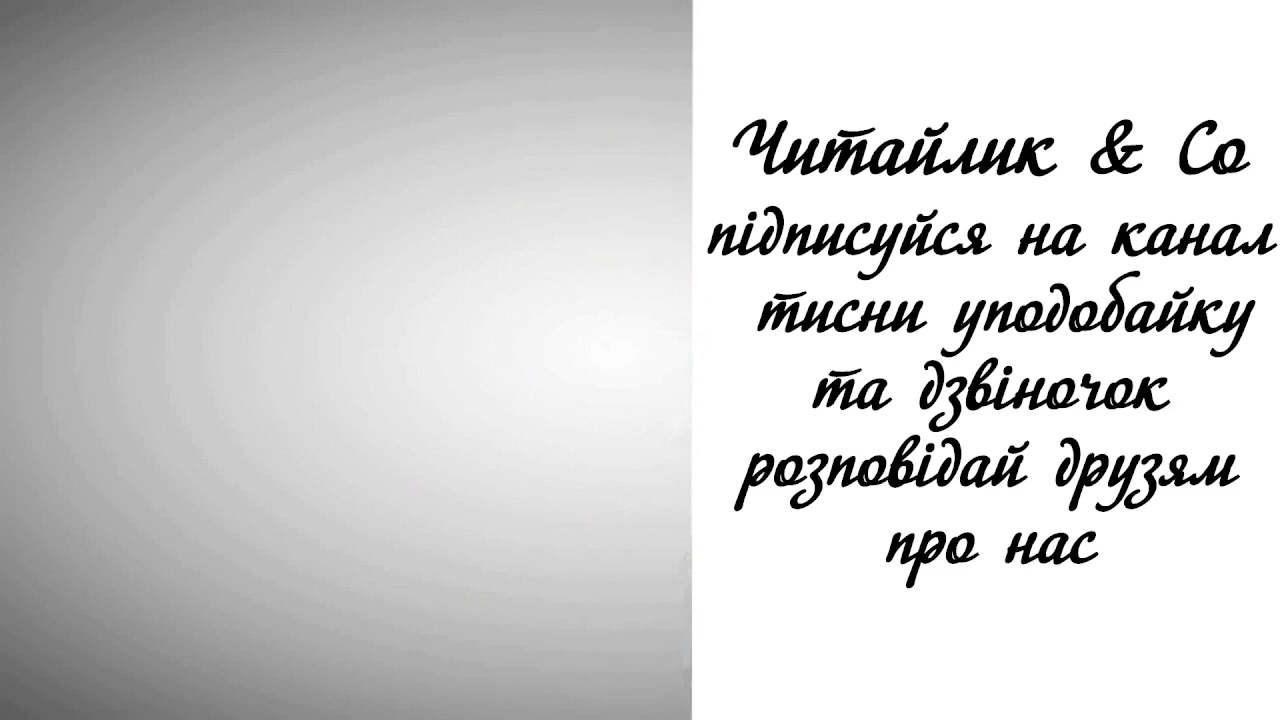 Читайлик & Co
підписуйся на канал
тисни уподобайку
та дзвіночок
розповідай друзям
про нас